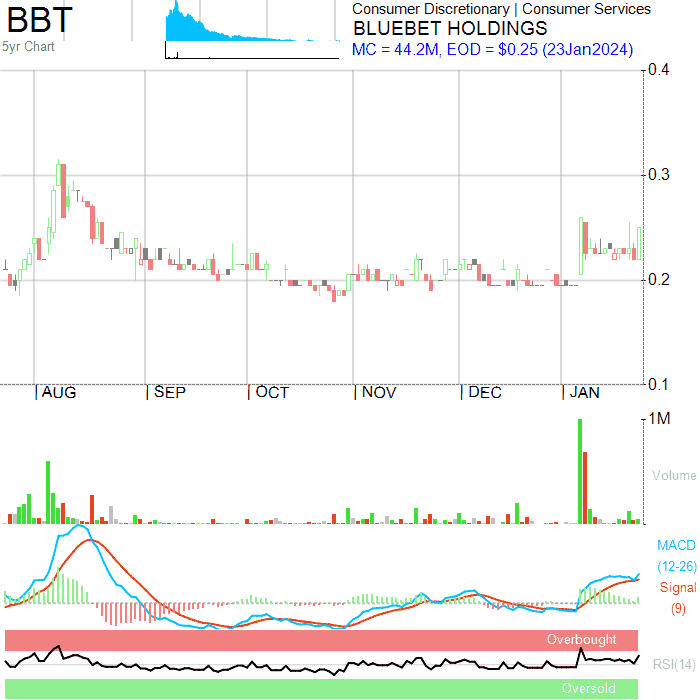 BBT
5yr Chart
Consumer Discretionary | Consumer Services
BLUEBET HOLDINGS
MC = 44.2M, EOD = $0.25 (23Jan2024)
0.4
0.3
0.2
0.1
|AUG |SEP |OCT |NOV |DEC |JAN
1M
Volume
MACD
(12-26)
Signal
(9)
Overbought
RSI(14)
Oversold